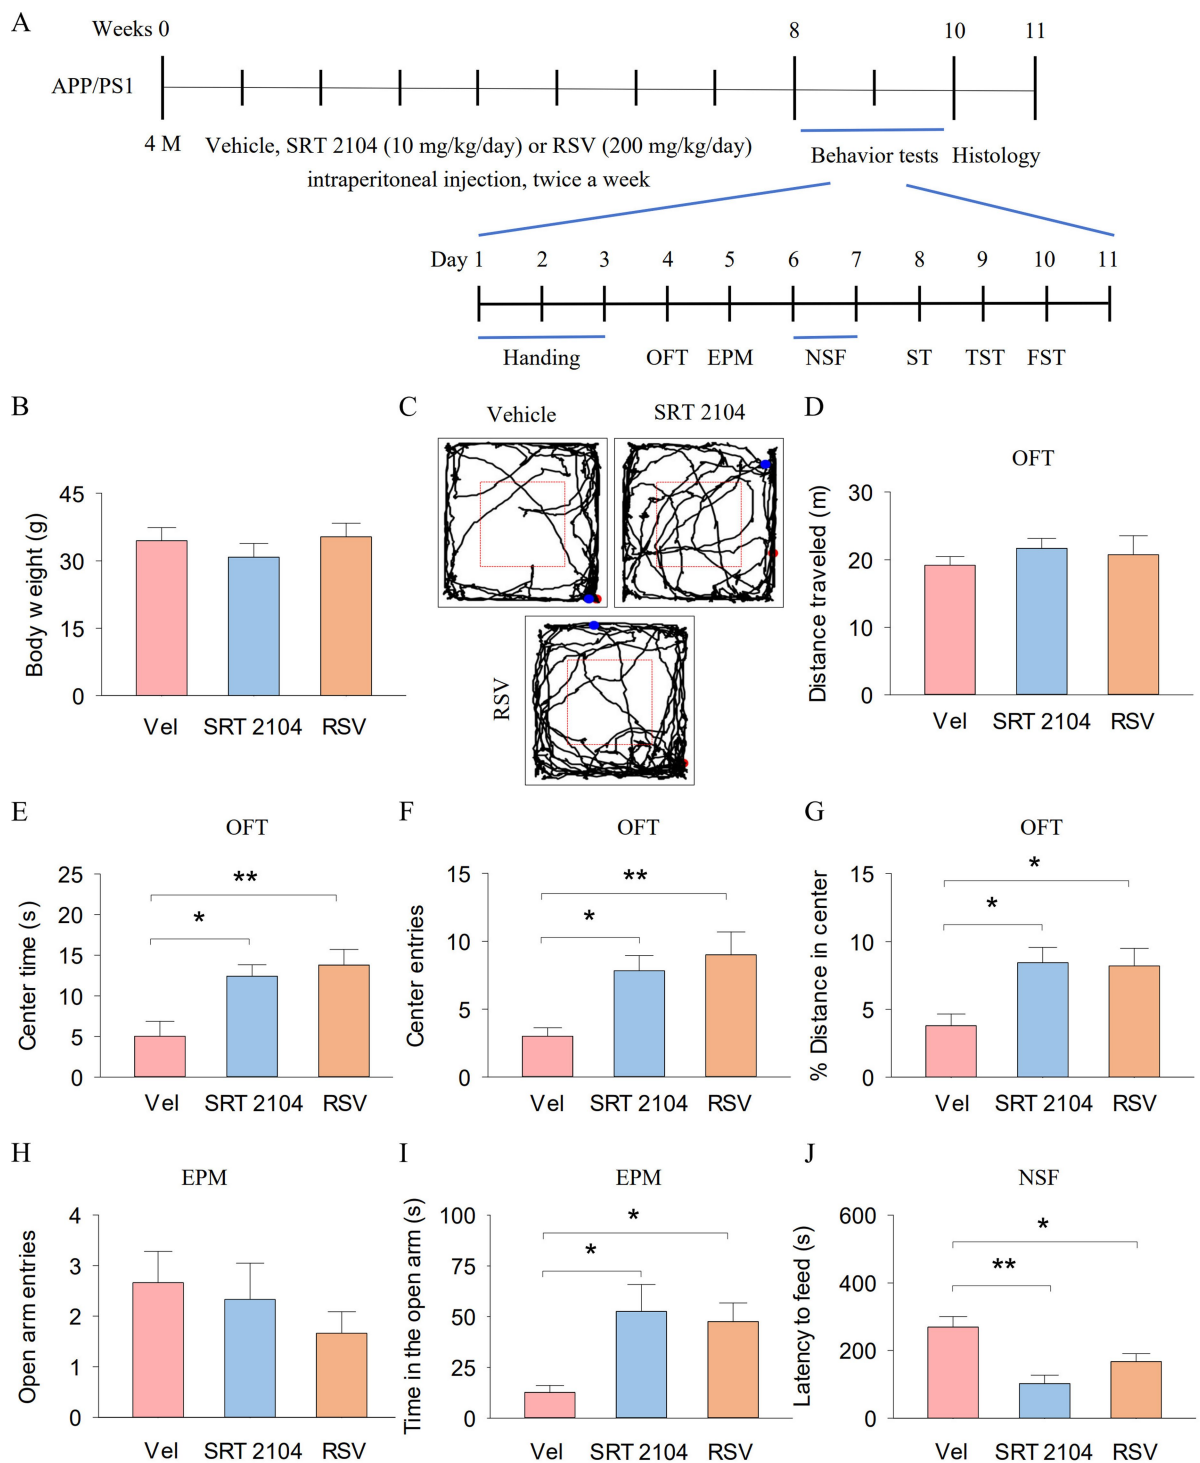 A
Weeks 0 8 10 11
APP/PS1
4 M
Vehicle, SRT 2104 (10 mg/kg/day) or RSV (200 mg/kg/day)
intraperitoneal injection, twice a week
Behavior tests Histology
Day 1 2 3 4 5 6 7 8 9 10 11
Handing OFT EPM NSF ST TST FST
B
Body weight (g)
45
30
15
0
Vel SRT 2104 RSV
C
Vehicle SRT 2104
RSV
D
OFT
Distance traveled (m)
30
20
10
0
Vel SRT 2104 RSV
E
OFT
Center time (s)
25
20
15
10
5
0
**
*
Vel SRT 2104 RSV
F
OFT
Center entries
15
10
5
0
**
*
Vel SRT 2104 RSV
G
OFT
% Distance in center
15
10
5
0
*
*
Vel SRT 2104 RSV
H
EPM
Open arm entries
4
3
2
1
0
Vel SRT 2104 RSV
I
EPM
Time in the open arm (s)
100
75
50
25
0
*
*
Vel SRT 2104 RSV
J
NSF
Latency to feed (s)
600
400
200
0
*
**
Vel SRT 2104 RSV